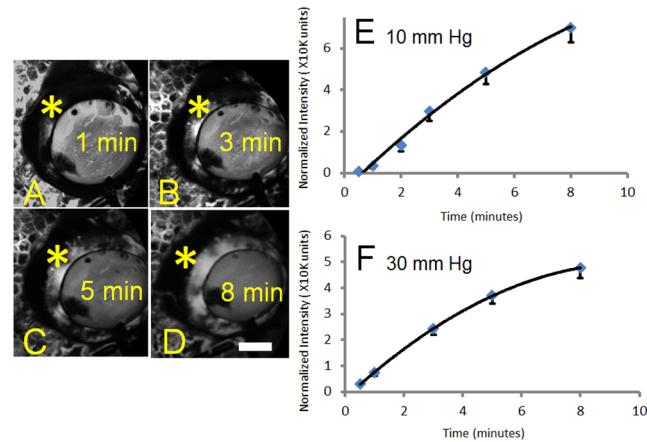 *
1 min
A
*
3 min
B
*
5 min
C
*
8 min
D
E 10 mm Hg
Normalized Intensity ( X10K units)
6
4
2
0
0 2 4 6 8 10
Time (minutes)
F 30 mm Hg
Normalized Intensity ( X10K units)
6
5
4
3
2
1
0
0 2 4 6 8 10
Time (minutes)